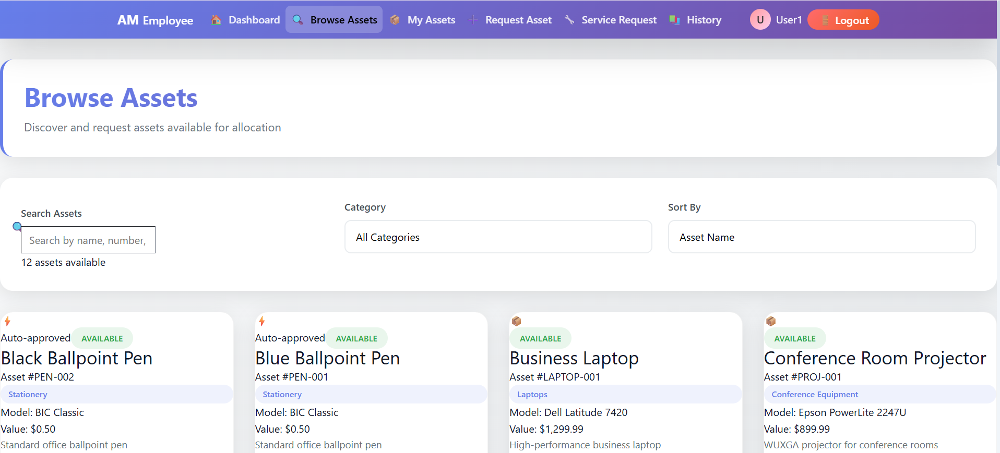 AM Employee Dashboard Browse Assets My Assets Request Asset Service Request History U User1 Logout
Browse Assets
Discover and request assets available for allocation
Search Assets
Search by name, number,
12 assets available
Category
All Categories
Sort By
Asset Name
Auto-approved AVAILABLE
Black Ballpoint Pen
Asset #PEN-002
Stationery
Model: BIC Classic
Value: $0.50
Standard office ballpoint pen
Auto-approved AVAILABLE
Blue Ballpoint Pen
Asset #PEN-001
Stationery
Model: BIC Classic
Value: $0.50
Standard office ballpoint pen
AVAILABLE
Business Laptop
Asset #LAPTOP-001
Laptops
Model: Dell Latitude 7420
Value: $1,299.99
High-performance business laptop
AVAILABLE
Conference Room Projector
Asset #PROJ-001
Conference Equipment
Model: Epson PowerLite 2247U
Value: $899.99
WUXGA projector for conference rooms